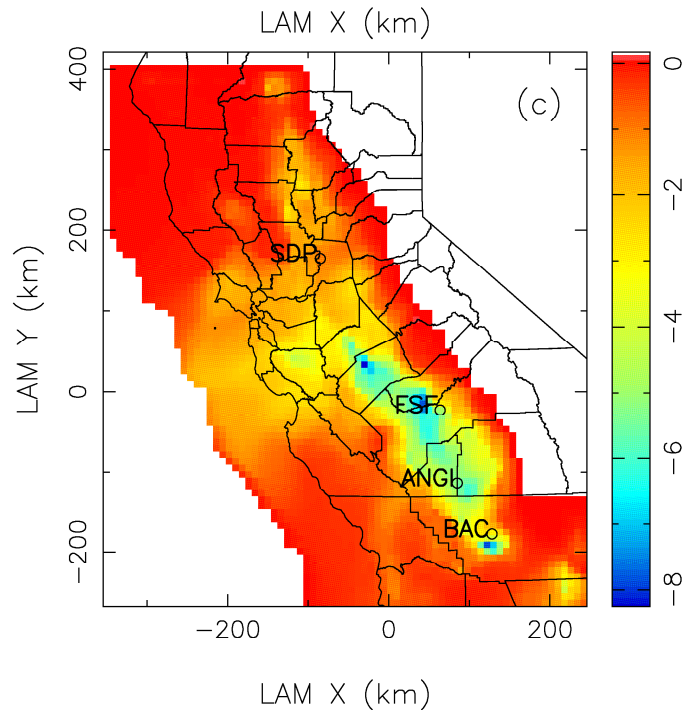 LAM X (km)
400
200
0
−200
LAM Y (km)
(c)
SDP
FSF
ANGI
BAC
0
−2
−4
−6
−8
−200
0
200
LAM X (km)